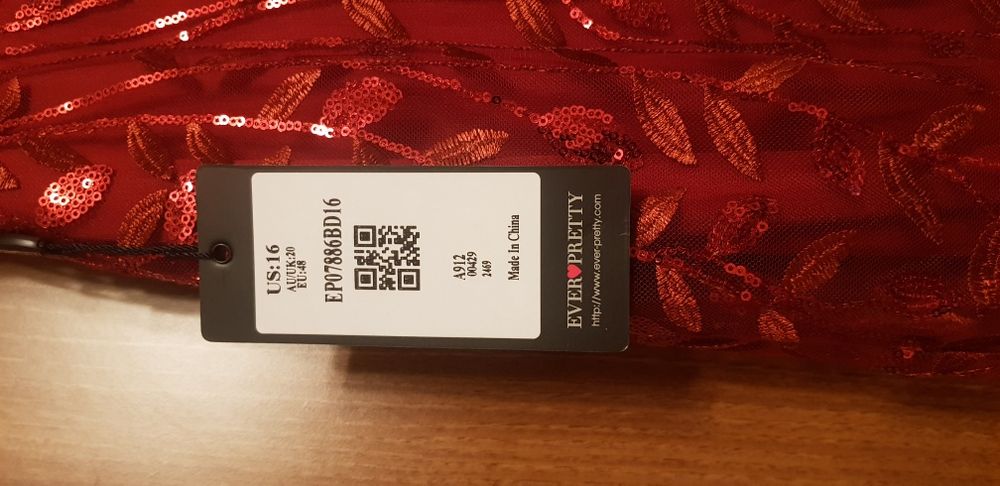 US:16
AU/UK:20
EU:48
EP07886BD16
A912
00429
2469
Made In China
EVER♥PRETTY
http://www.ever-pretty.com